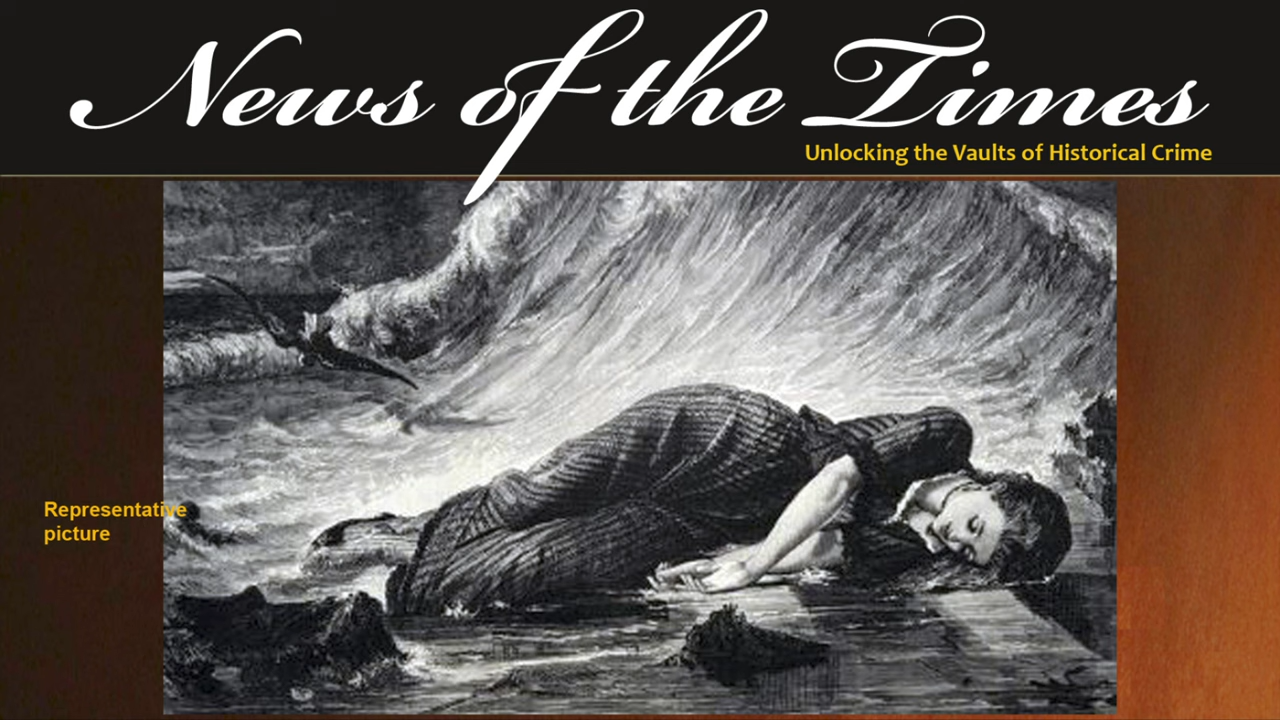 News of the Times
Unlocking the Vaults of Historical Crime
Representative
picture